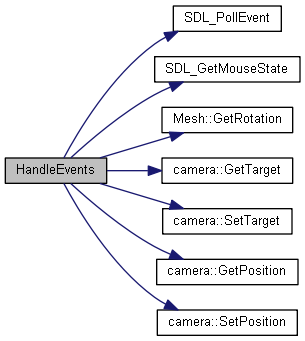 SDL_PollEvent
SDL_GetMouseState
Mesh::GetRotation
HandleEvents
camera::GetTarget
camera::SetTarget
camera::GetPosition
camera::SetPosition